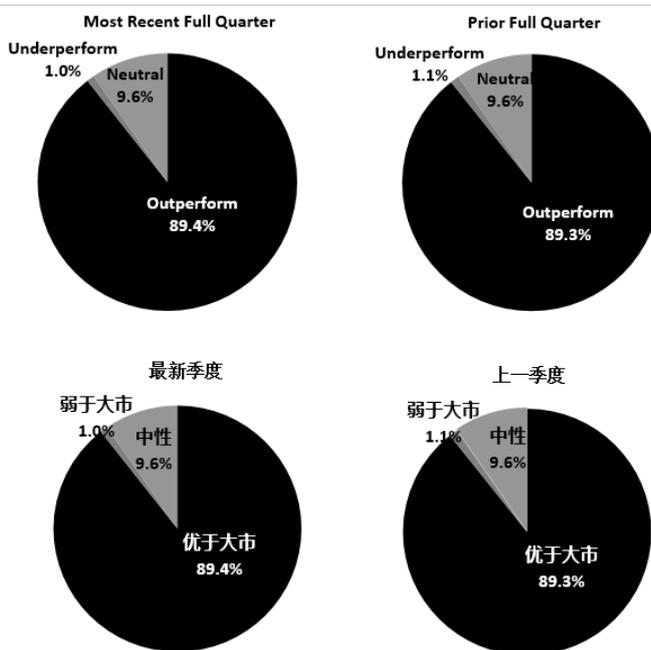 Most Recent Full Quarter
Underperform
1.0%
Neutral
9.6%
Outperform
89.4%
Prior Full Quarter
Underperform
1.1%
Neutral
9.6%
Outperform
89.3%
最新季度
弱于大市
1.0%
中性
9.6%
优于大市
89.4%
上一季度
弱于大市
1.1%
中性
9.6%
优于大市
89.3%